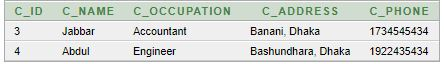 C_ID C_NAME C_OCCUPATION C_ADDRESS C_PHONE
3 Jabbar Accountant Banani, Dhaka 1734545434
4 Abdul Engineer Bashundhara, Dhaka 1922435434